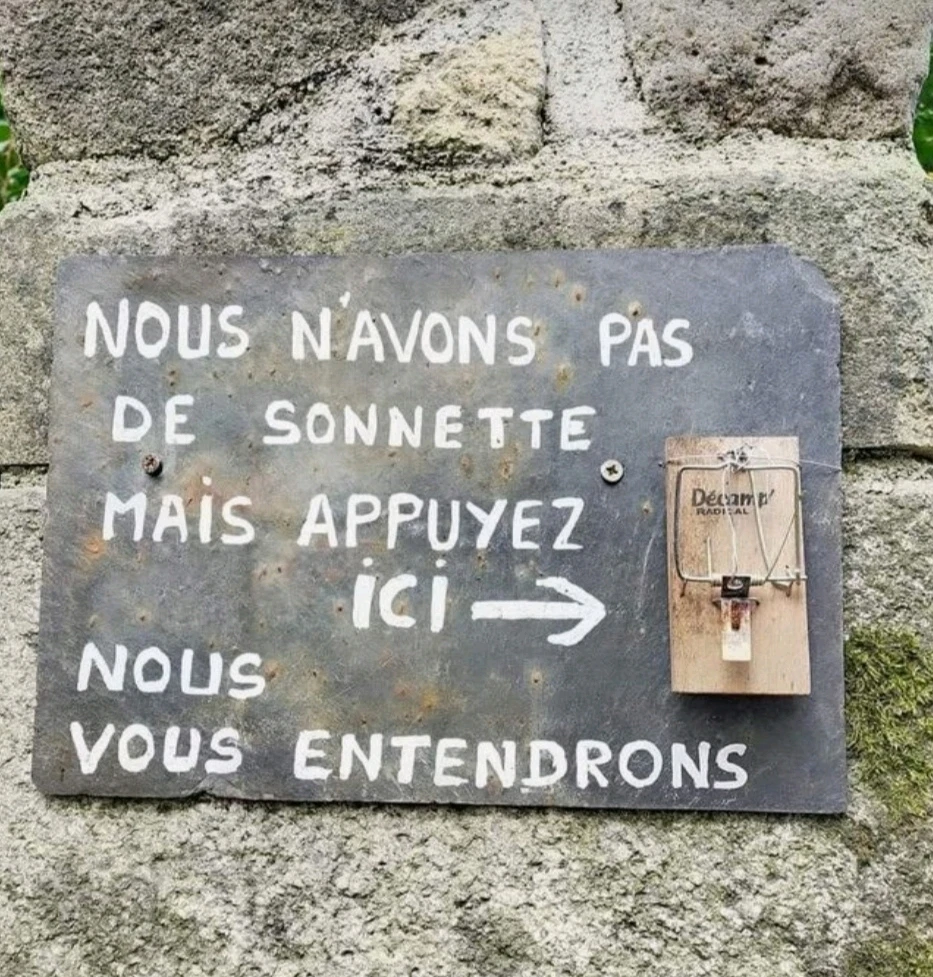 NOUS N'AVONS PAS
DE SONNETTE
MAIS APPUYEZ
ICI →
NOUS
VOUS ENTENDRONS
Décamp'
RADICAL